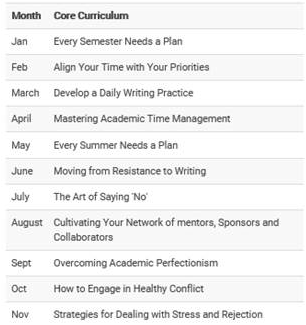 Month Core Curriculum
Jan Every Semester Needs a Plan
Feb Align Your Time with Your Priorities
March Develop a Daily Writing Practice
April Mastering Academic Time Management
May Every Summer Needs a Plan
June Moving from Resistance to Writing
July The Art of Saying 'No'
August Cultivating Your Network of mentors, Sponsors and
Collaborators
Sept Overcoming Academic Perfectionism
Oct How to Engage in Healthy Conflict
Nov Strategies for Dealing with Stress and Rejection